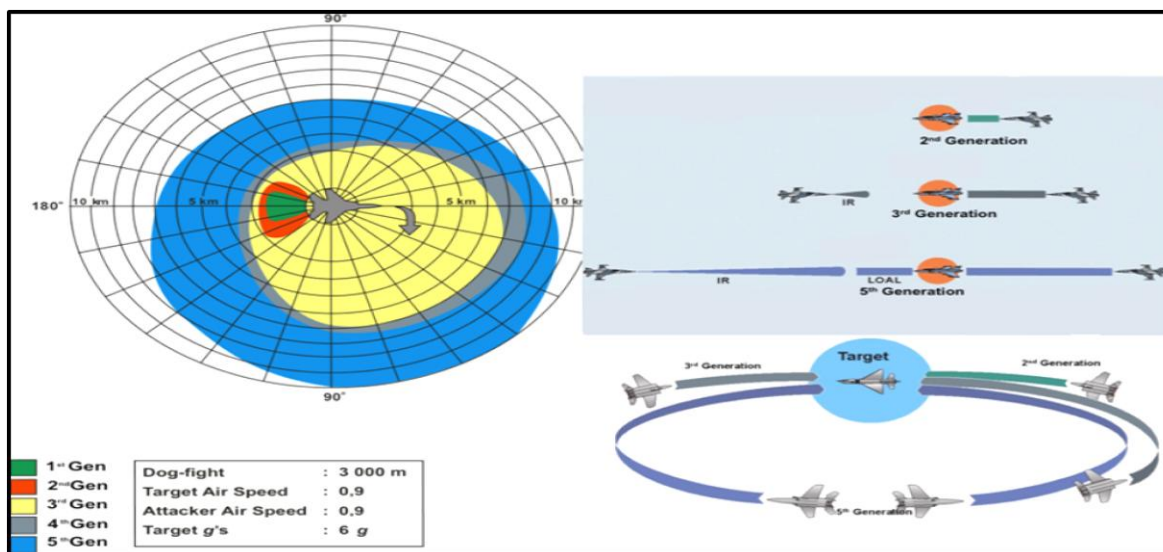 90°
180°
10 km
5 km
5 km
10 km
90°
1st Gen
2nd Gen
3rd Gen
4th Gen
5th Gen
Dog-fight : 3 000 m
Target Air Speed : 0,9
Attacker Air Speed : 0,9
Target g's : 6 g
2nd Generation
IR
3rd Generation
IR
LOAL
5th Generation
Target
3rd Generation
2nd Generation
5th Generation